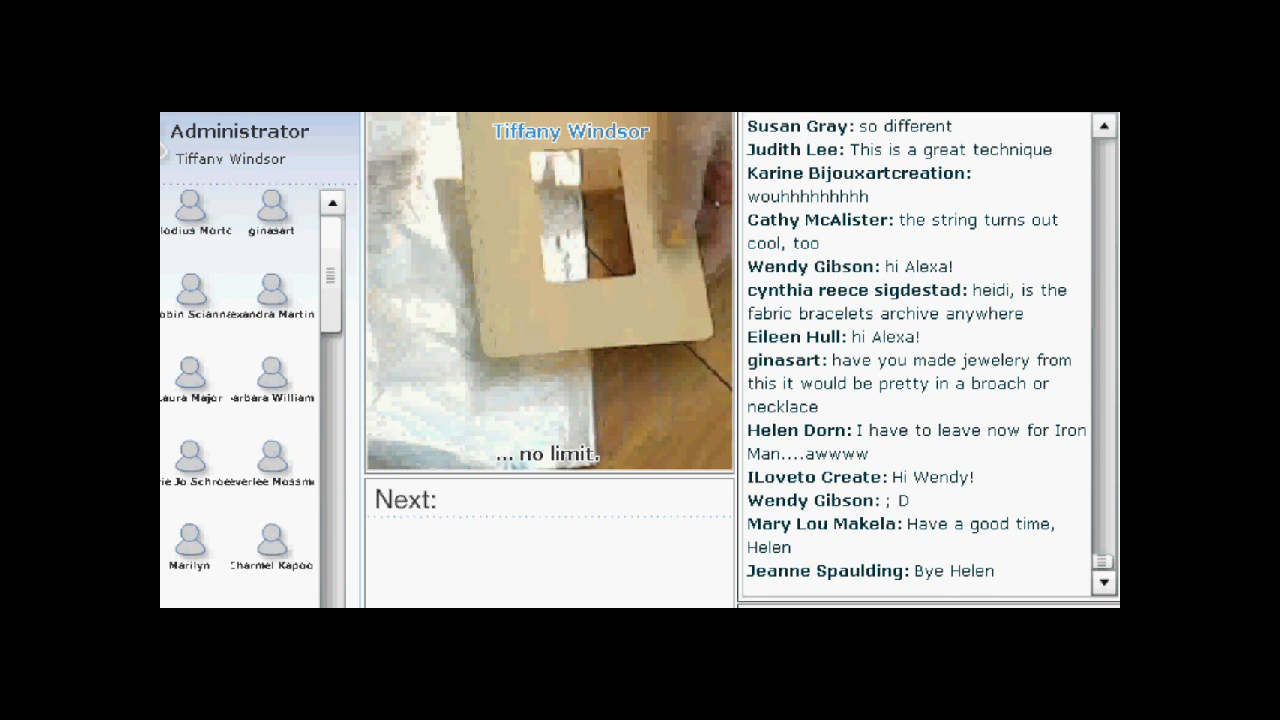 Administrator
Tiffany Windsor
ginasart
Laura Major
Marilyn
Tiffany Windsor
... no limit.
Next:
Susan Gray: so different
Judith Lee: This is a great technique
Karine Bijouxartcreation:
wouhhhhhhhhh
Cathy McAlister: the string turns out
cool, too
Wendy Gibson: hi Alexa!
cynthia reece sigdestad: heidi, is the
fabric bracelets archive anywhere
Eileen Hull: hi Alexa!
ginasart: have you made jewelery from
this it would be pretty in a broach or
necklace
Helen Dorn: I have to leave now for Iron
Man....awwww
ILoveto Create: Hi Wendy!
Wendy Gibson: ; D
Mary Lou Makela: Have a good time,
Helen
Jeanne Spaulding: Bye Helen